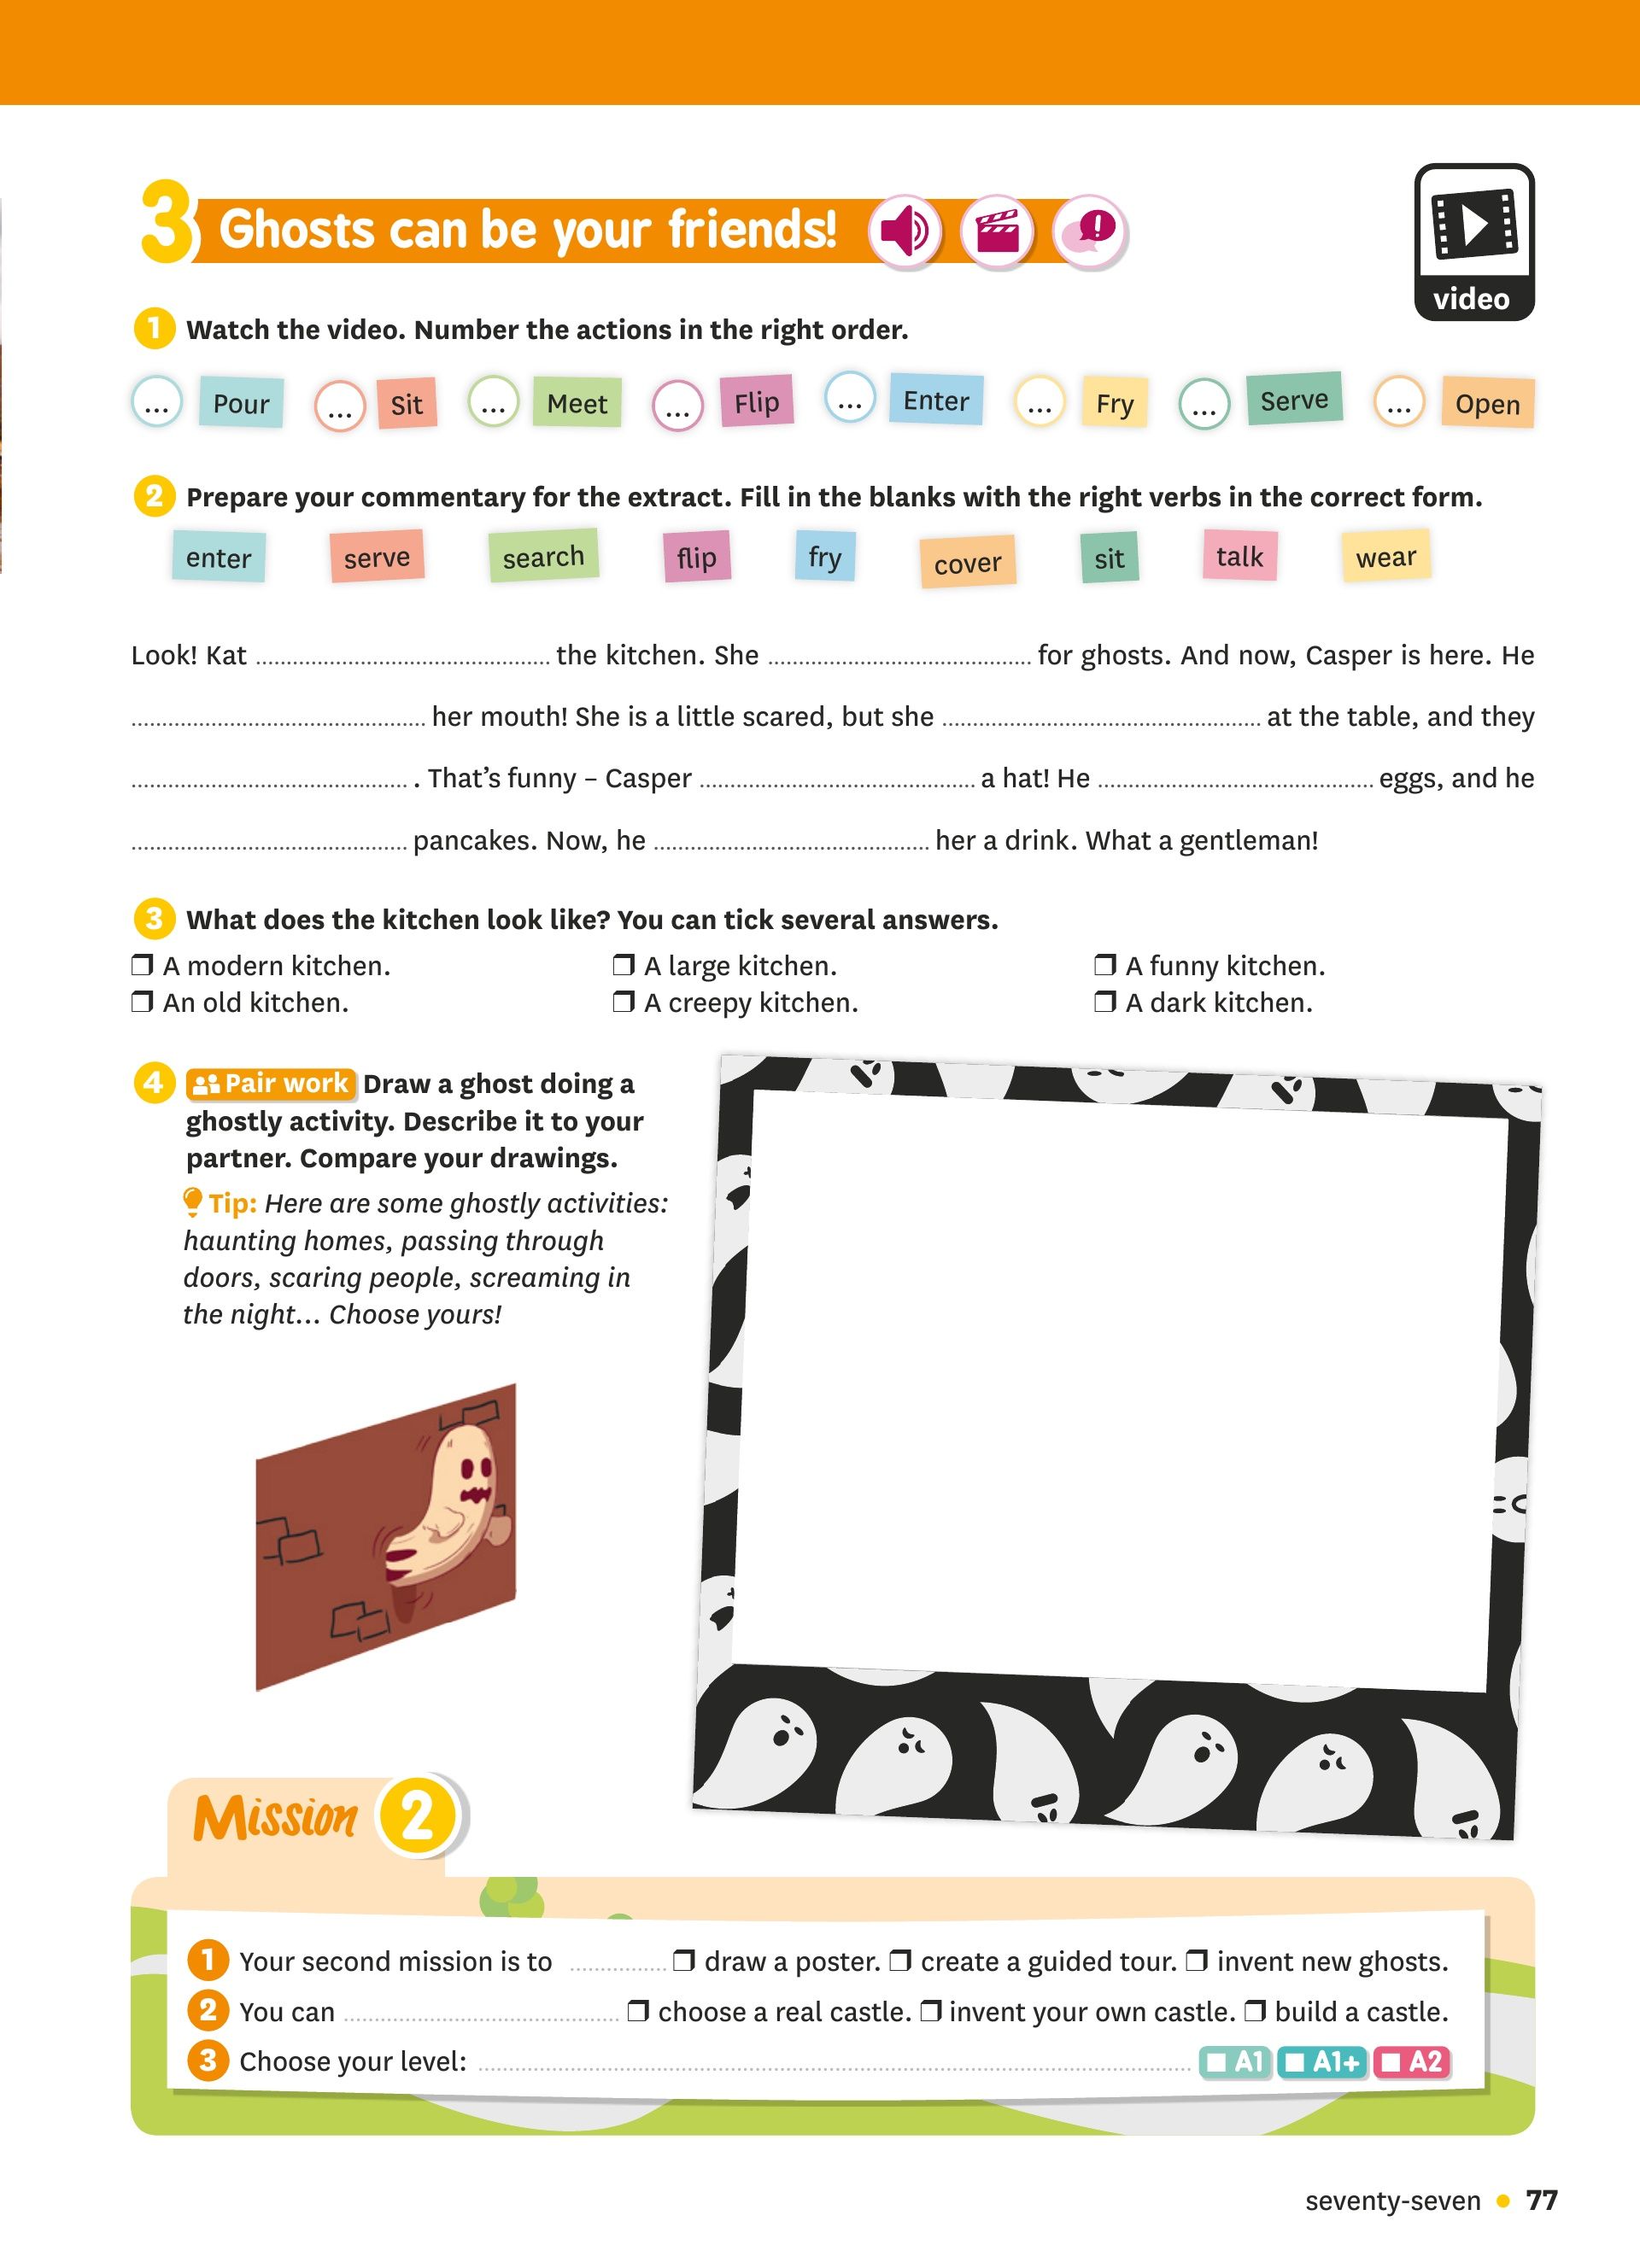 3 Ghosts can be your friends!
video
1 Watch the video. Number the actions in the right order.
... Pour ... Sit ... Meet ... Flip ... Enter ... Fry ... Serve ... Open
2 Prepare your commentary for the extract. Fill in the blanks with the right verbs in the correct form.
enter serve search flip fry cover sit talk wear
Look! Kat ................................................ the kitchen. She ........................................... for ghosts. And now, Casper is here. He
................................................ her mouth! She is a little scared, but she .................................................... at the table, and they
............................................. . That's funny – Casper ............................................. a hat! He ............................................. eggs, and he
............................................. pancakes. Now, he ............................................. her a drink. What a gentleman!
3 What does the kitchen look like? You can tick several answers.
❒ A modern kitchen. ❒ A large kitchen. ❒ A funny kitchen.
❒ An old kitchen. ❒ A creepy kitchen. ❒ A dark kitchen.
4 Pair work Draw a ghost doing a
ghostly activity. Describe it to your
partner. Compare your drawings.
Tip: Here are some ghostly activities:
haunting homes, passing through
doors, scaring people, screaming in
the night… Choose yours!
Mission 2
1 Your second mission is to ................ ❒ draw a poster. ❒ create a guided tour. ❒ invent new ghosts.
2 You can ............................................. ❒ choose a real castle. ❒ invent your own castle. ❒ build a castle.
3 Choose your level: .................................................................................................................... ■ A1 ■ A1+ ■ A2
seventy-seven • 77